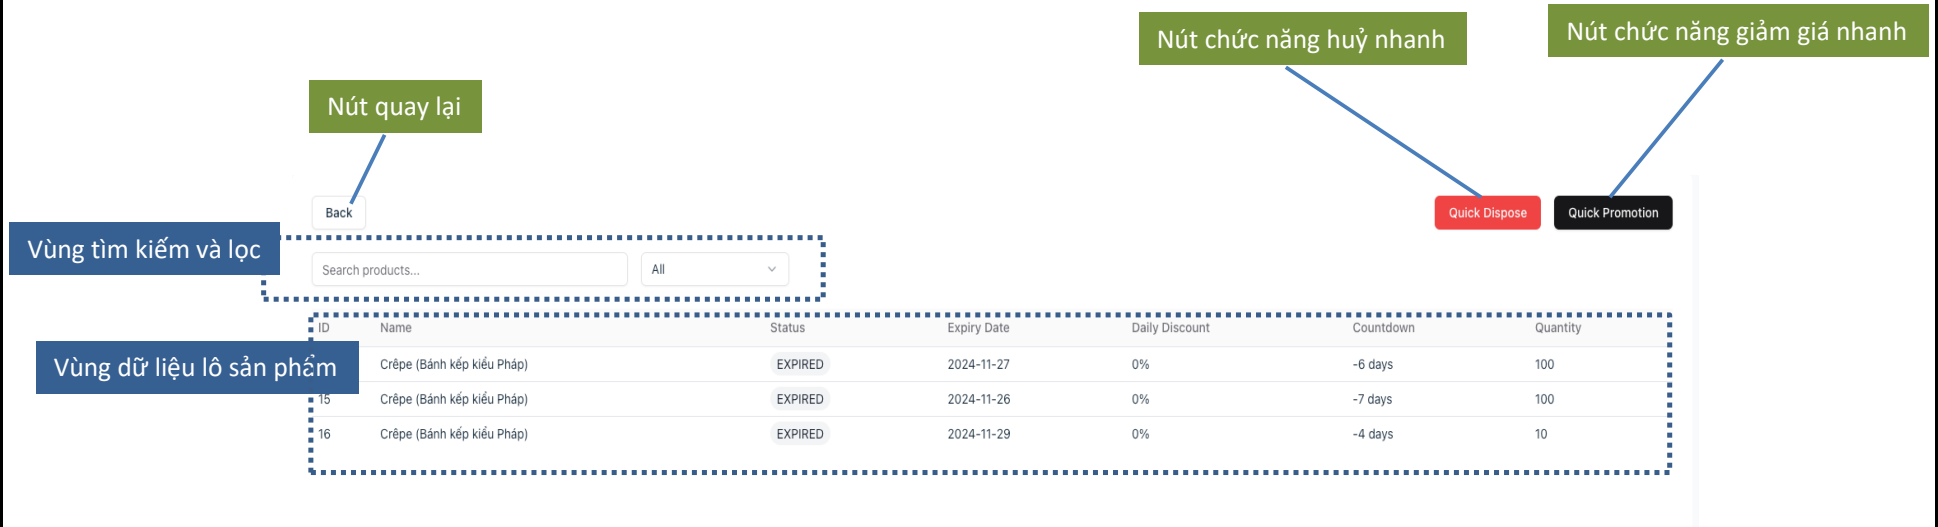 Nút chức năng huỷ nhanh
Nút chức năng giảm giá nhanh
Nút quay lại
Back
Quick Dispose
Quick Promotion
Vùng tìm kiếm và lọc
Search products...
All
ID Name Status Expiry Date Daily Discount Countdown Quantity
Vùng dữ liệu lô sản phẩm
Crêpe (Bánh kếp kiểu Pháp) EXPIRED 2024-11-27 0% -6 days 100
15 Crêpe (Bánh kếp kiểu Pháp) EXPIRED 2024-11-26 0% -7 days 100
16 Crêpe (Bánh kếp kiểu Pháp) EXPIRED 2024-11-29 0% -4 days 10